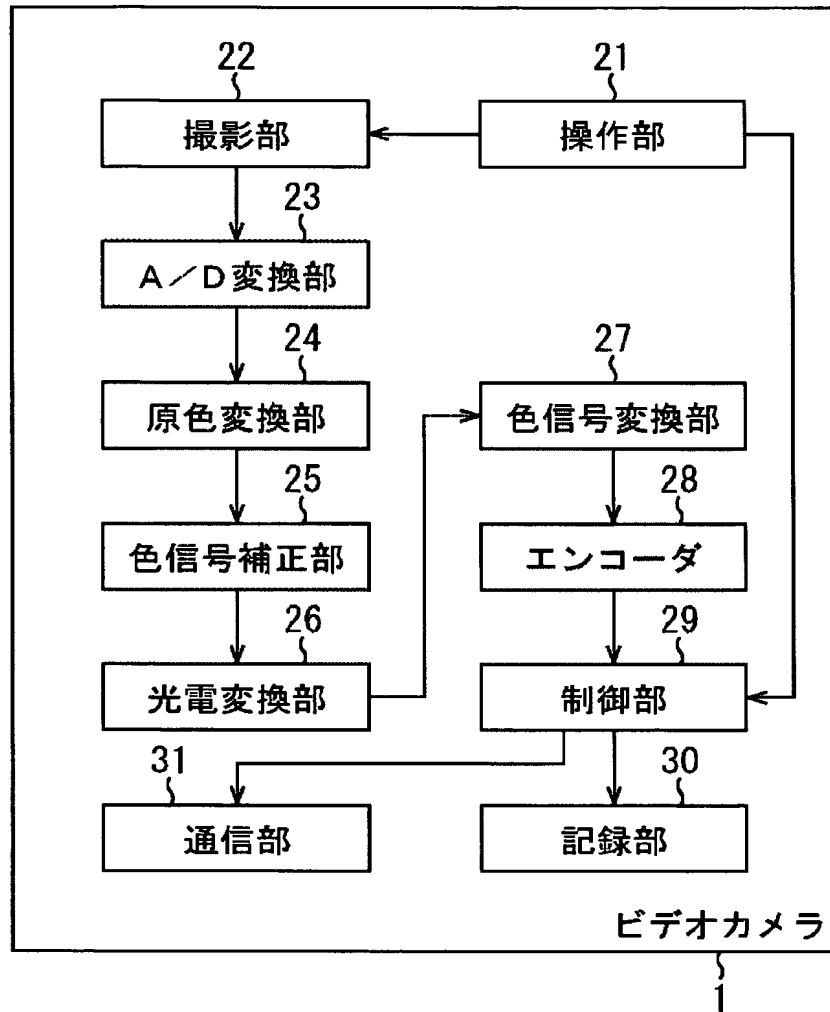 22
撮影部
21
操作部
23
A／D変換部
24
原色変換部
27
色信号変換部
25
色信号補正部
28
エンコーダ
26
光電変換部
29
制御部
31
通信部
30
記録部
ビデオカメラ
1